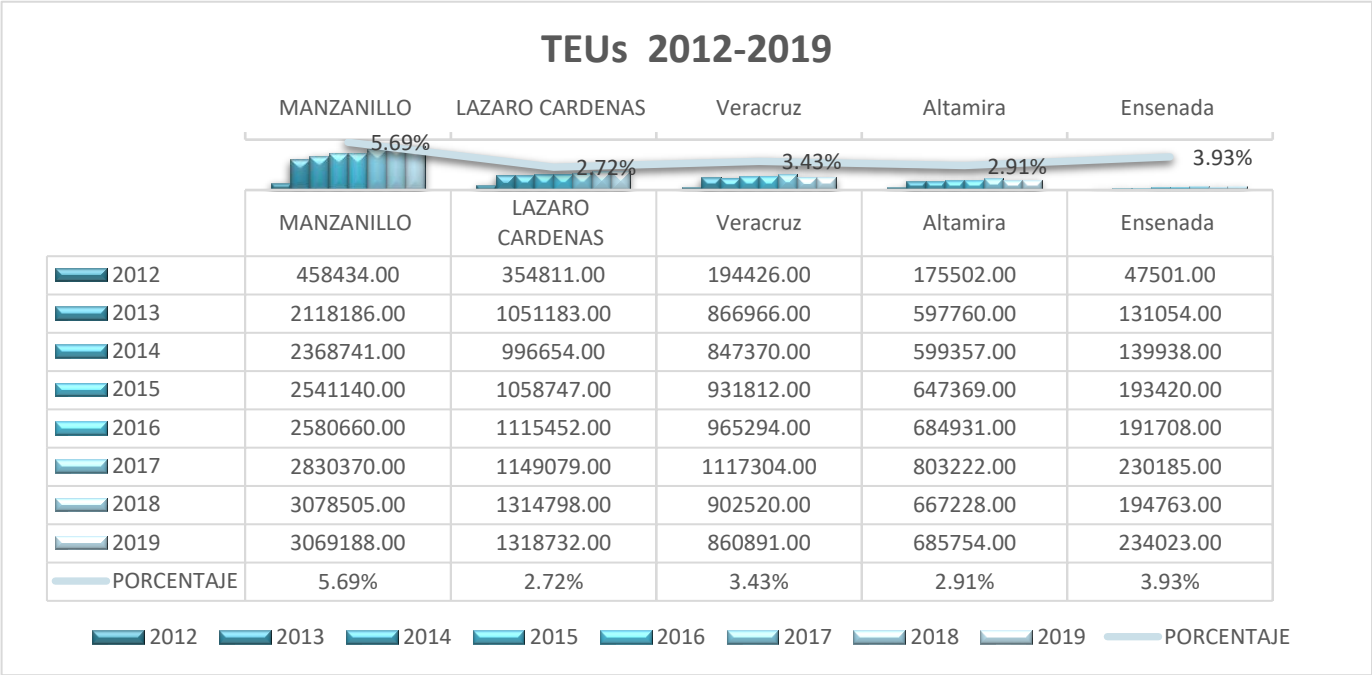 TEUs 2012-2019
MANZANILLO LAZARO CARDENAS Veracruz Altamira Ensenada
5.69% 2.72% 3.43% 2.91% 3.93%
MANZANILLO LAZARO CARDENAS Veracruz Altamira Ensenada
2012 458434.00 354811.00 194426.00 175502.00 47501.00
2013 2118186.00 1051183.00 866966.00 597760.00 131054.00
2014 2368741.00 996654.00 847370.00 599357.00 139938.00
2015 2541140.00 1058747.00 931812.00 647369.00 193420.00
2016 2580660.00 1115452.00 965294.00 684931.00 191708.00
2017 2830370.00 1149079.00 1117304.00 803222.00 230185.00
2018 3078505.00 1314798.00 902520.00 667228.00 194763.00
2019 3069188.00 1318732.00 860891.00 685754.00 234023.00
PORCENTAJE 5.69% 2.72% 3.43% 2.91% 3.93%
2012 2013 2014 2015 2016 2017 2018 2019 PORCENTAJE